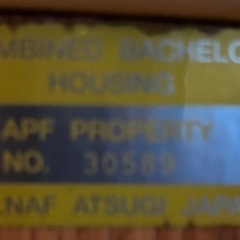 MBINED BACHELO
HOUSING
APF PROPERTY
NO. 30589
NAF ATSUGI JAPA